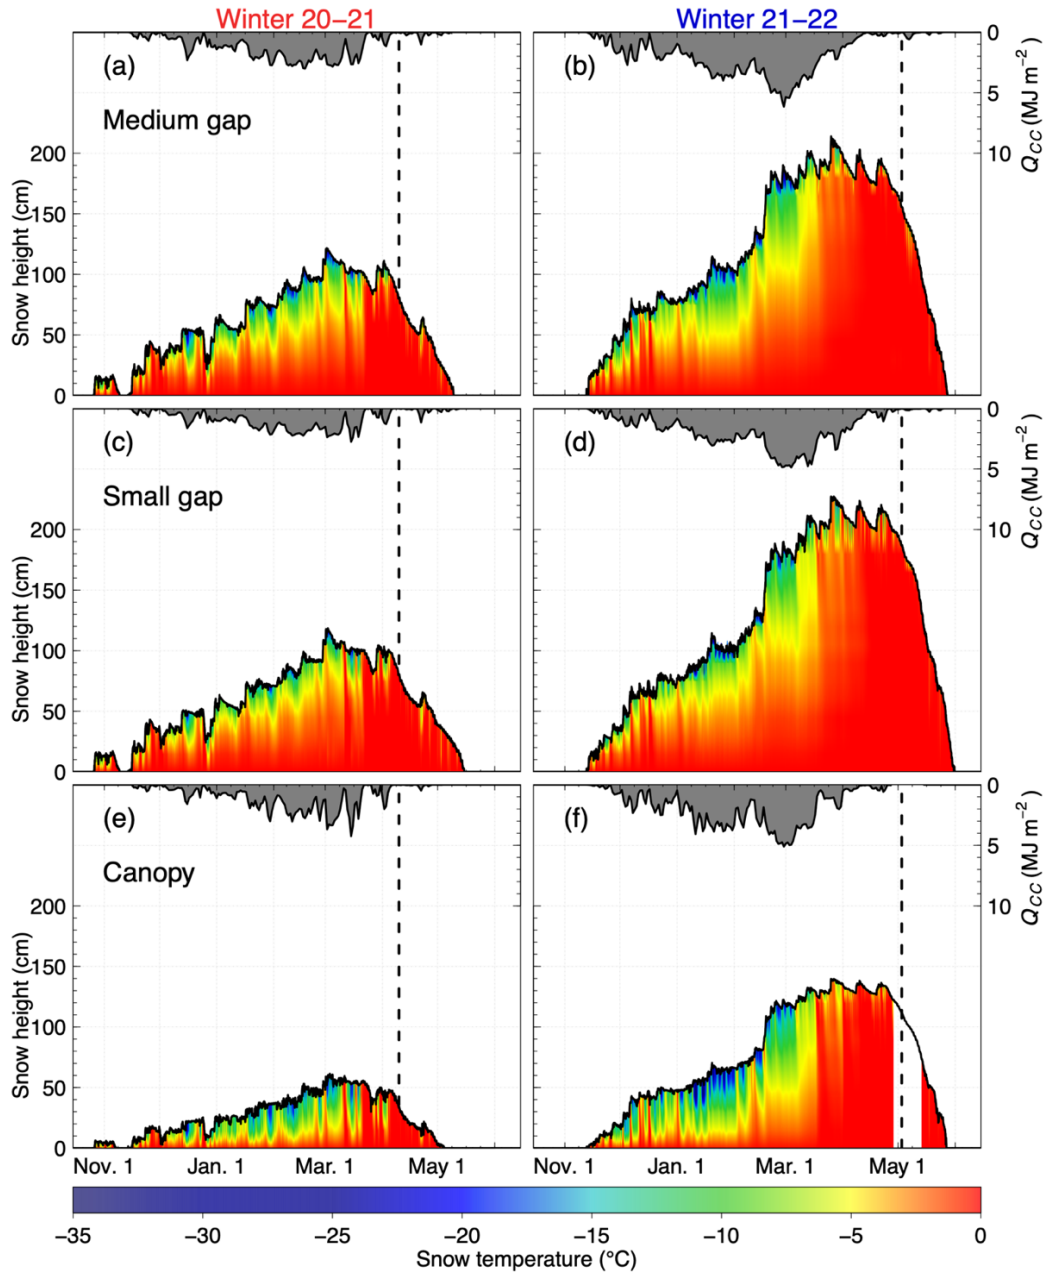 Winter 20−21 Winter 21−22
(a) (b)
Medium gap
Snow height (cm)
200
150
100
50
0
0
5
10
Q_CC (MJ m⁻²)
(c) (d)
Small gap
Snow height (cm)
200
150
100
50
0
0
5
10
Q_CC (MJ m⁻²)
(e) (f)
Canopy
Snow height (cm)
200
150
100
50
0
0
5
10
Q_CC (MJ m⁻²)
Nov. 1 Jan. 1 Mar. 1 May 1 Nov. 1 Jan. 1 Mar. 1 May 1
−35 −30 −25 −20 −15 −10 −5 0
Snow temperature (°C)